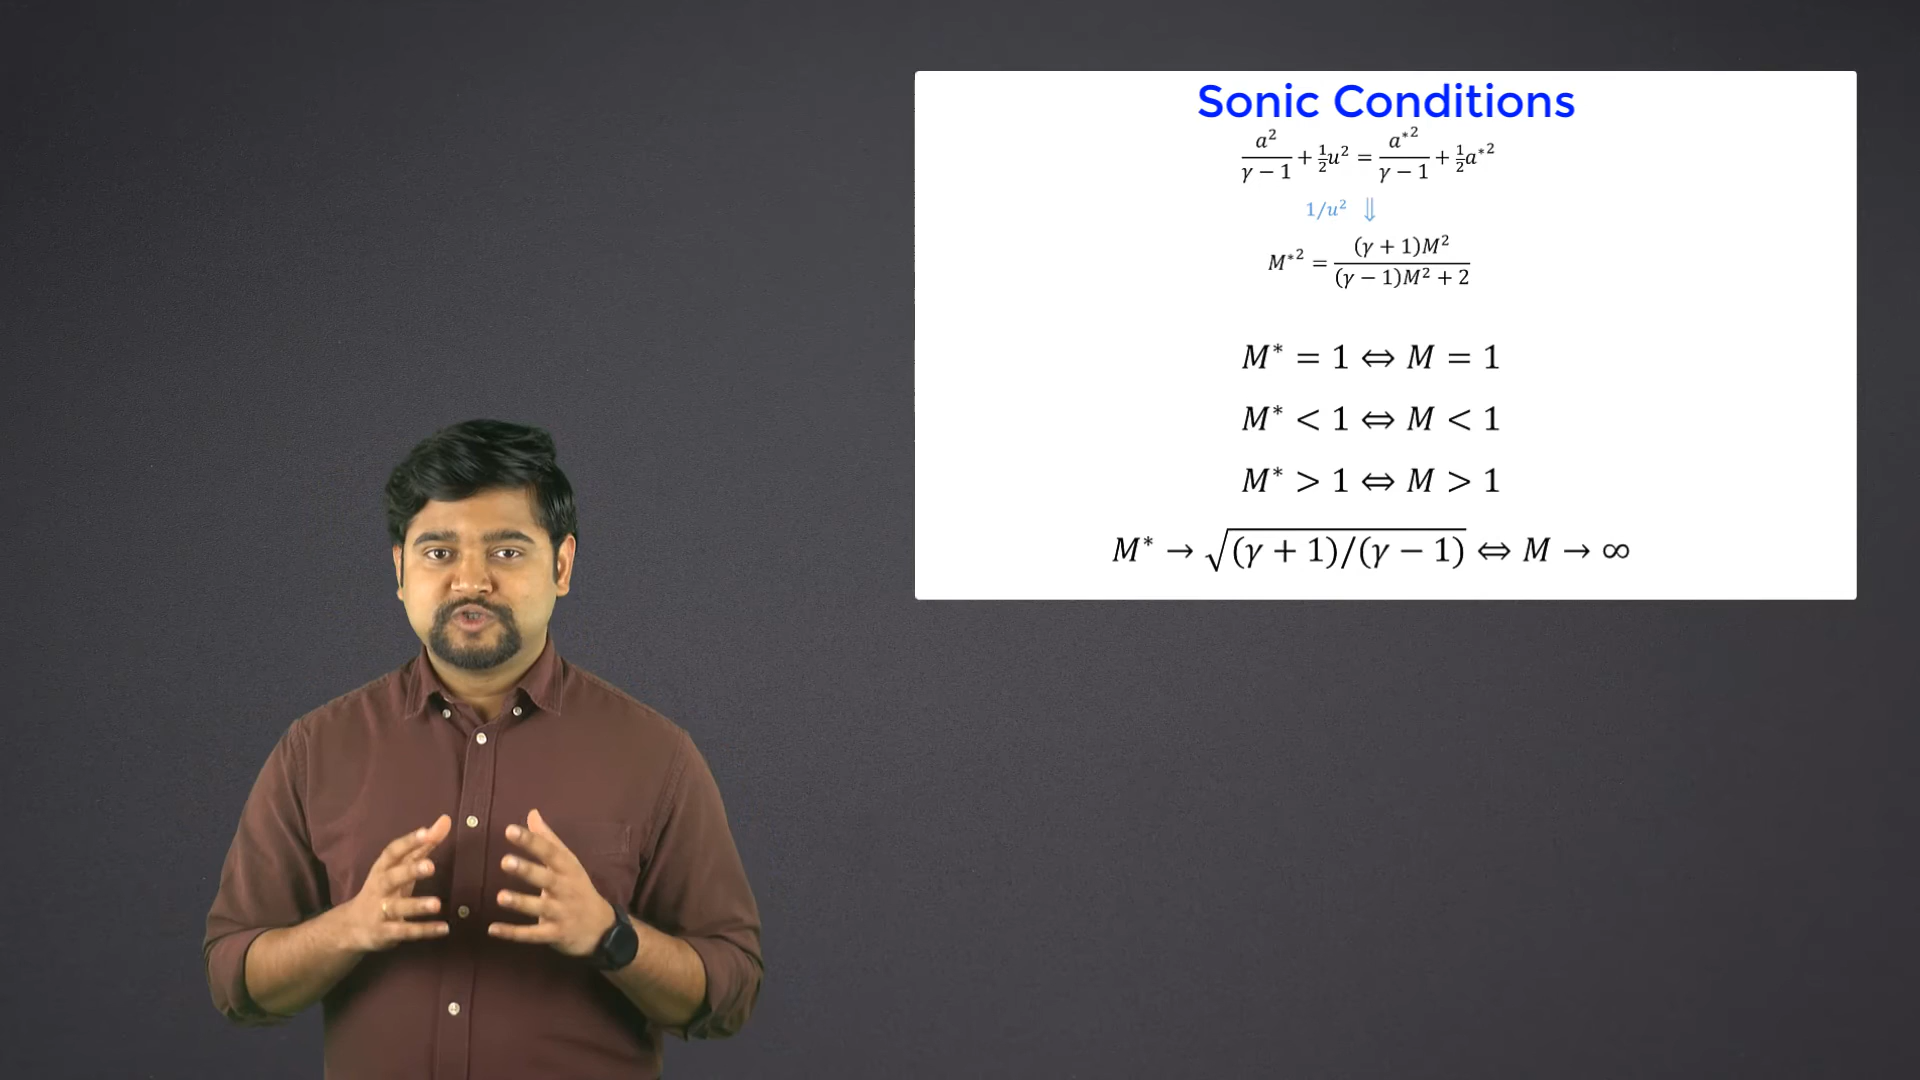 Sonic Conditions
a²/(γ − 1) + ½u² = a*²/(γ − 1) + ½a*²
1/u² ⇓
M*² = (γ + 1)M²/((γ − 1)M² + 2)
M* = 1 ⇔ M = 1
M* < 1 ⇔ M < 1
M* > 1 ⇔ M > 1
M* → √(γ + 1)/(γ − 1) ⇔ M → ∞